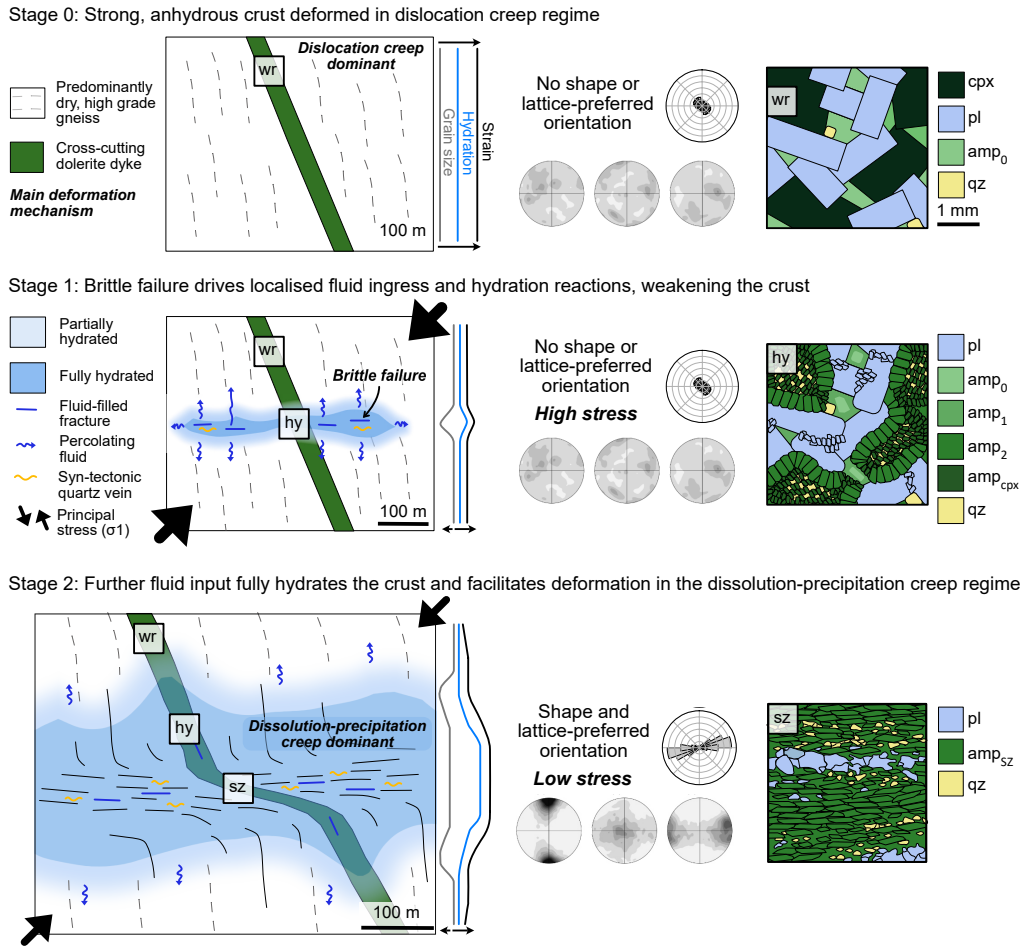 Stage 0: Strong, anhydrous crust deformed in dislocation creep regime
Predominantly
dry, high grade
gneiss
Cross-cutting
dolerite dyke
Main deformation
mechanism
wr
Dislocation creep
dominant
100 m
Grain size
Hydration
Strain
No shape or
lattice-preferred
orientation
wr
cpx
pl
amp0
qz
1 mm
Stage 1: Brittle failure drives localised fluid ingress and hydration reactions, weakening the crust
Partially
hydrated
Fully hydrated
Fluid-filled
fracture
Percolating
fluid
Syn-tectonic
quartz vein
Principal
stress (σ1)
wr
Brittle failure
hy
100 m
No shape or
lattice-preferred
orientation
High stress
hy
pl
amp0
amp1
amp2
ampcpx
qz
Stage 2: Further fluid input fully hydrates the crust and facilitates deformation in the dissolution-precipitation creep regime
wr
hy
Dissolution-precipitation
creep dominant
sz
100 m
Shape and
lattice-preferred
orientation
Low stress
sz
pl
ampSZ
qz